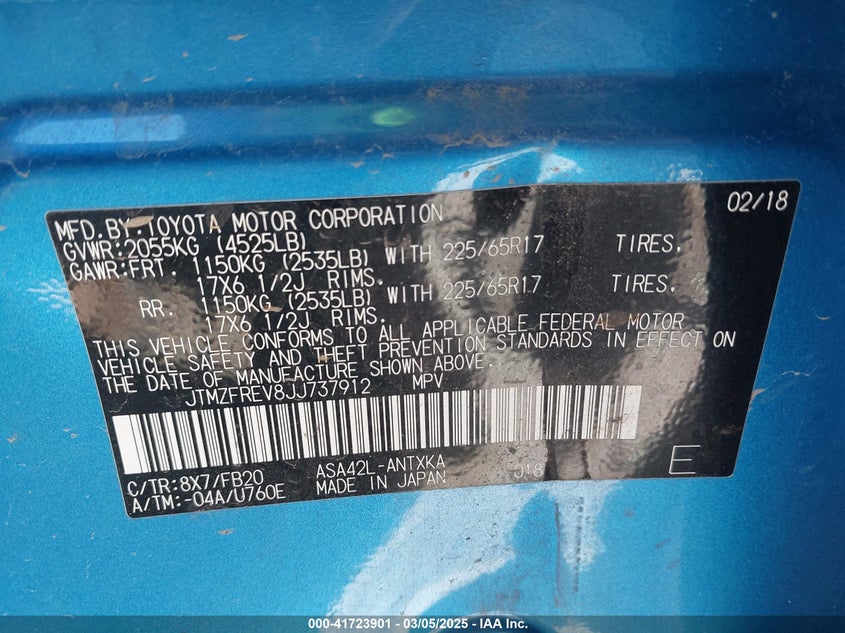 MFD.BY.TOYOTA MOTOR CORPORATION 02/18
GVWR:2055KG (4525LB)
GAWR:FRT. 1150KG (2535LB) WITH 225/65R17 TIRES,
17X6 1/2J RIMS.
RR. 1150KG (2535LB) WITH 225/65R17 TIRES,
17X6 1/2J RIMS.
THIS VEHICLE CONFORMS TO ALL APPLICABLE FEDERAL MOTOR
VEHICLE SAFETY AND THEFT PREVENTION STANDARDS IN EFFECT ON
THE DATE OF MANUFACTURE SHOWN ABOVE.
JTMZFREV8JJ737912 MPV
C/TR:8X7/FB20 ASA42L-ANTXKA
A/TM:-04A/U760E MADE IN JAPAN 018 E
000-41723901 | 03/05/2025 - IAA Inc.